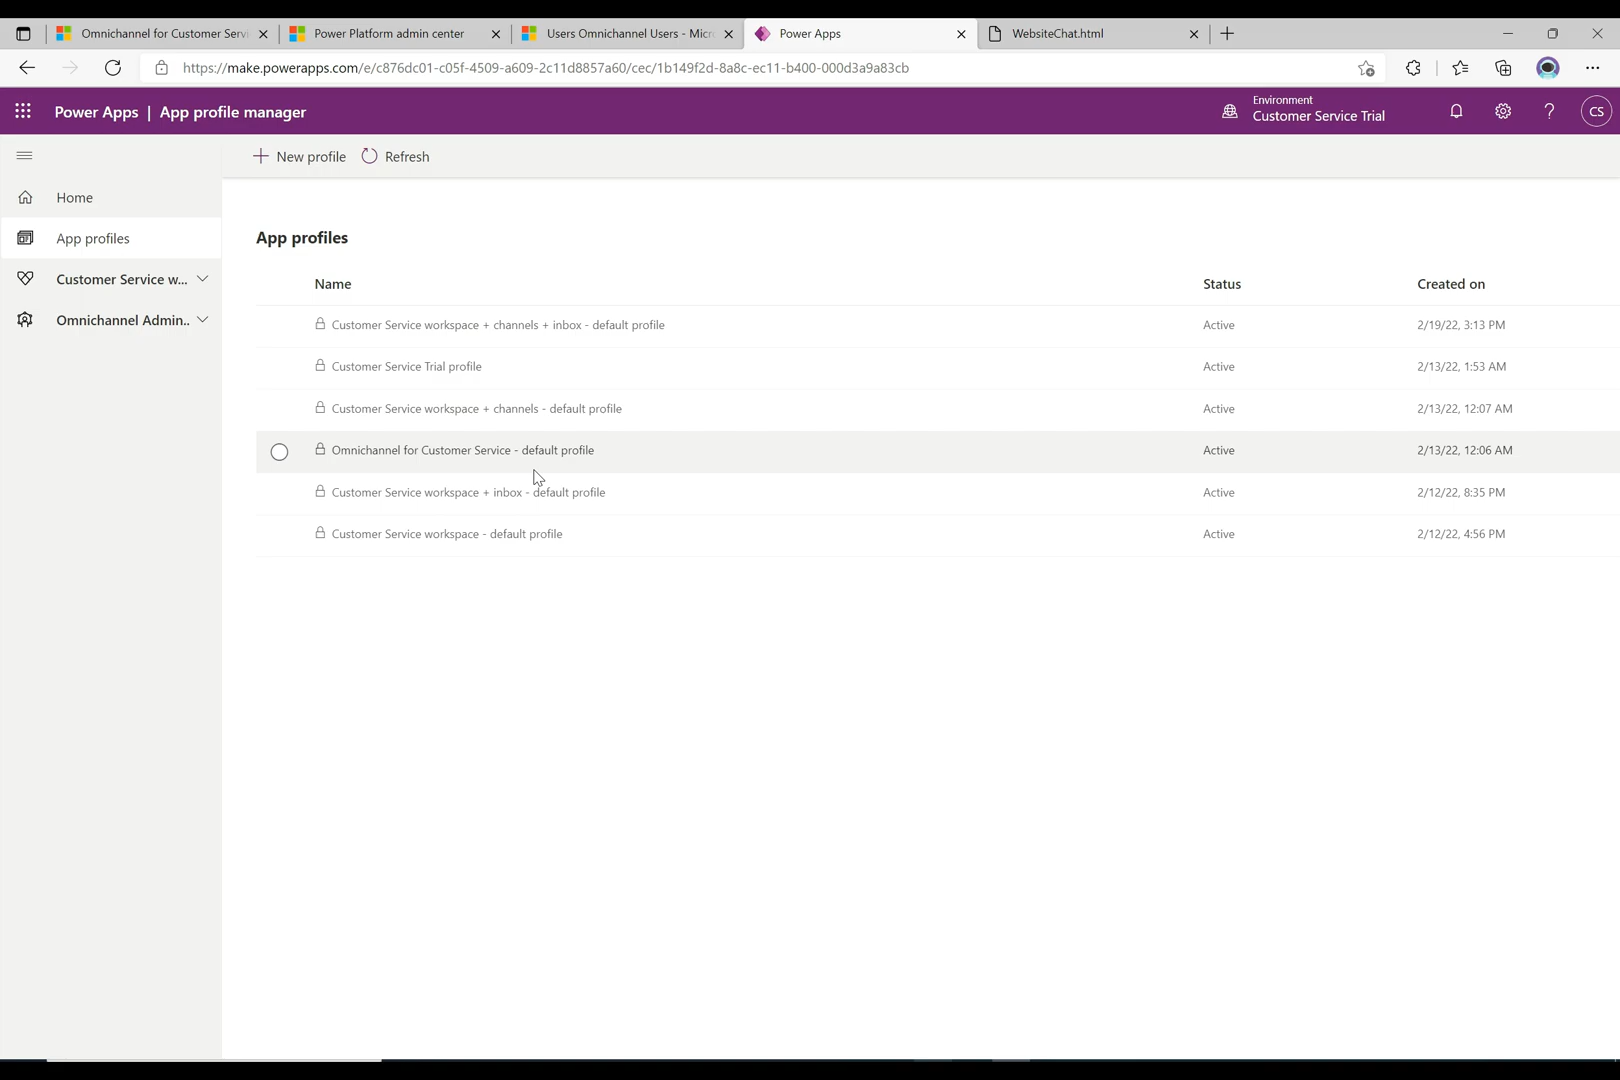 Omnichannel for Customer Servi
Power Platform admin center
Users Omnichannel Users - Micr
Power Apps
WebsiteChat.html
https://make.powerapps.com/e/c876dc01-c05f-4509-a609-2c11d8857a60/cec/1b149f2d-8a8c-ec11-b400-000d3a9a83cb
Power Apps | App profile manager
Environment
Customer Service Trial
CS
New profile
Refresh
Home
App profiles
Customer Service w...
Omnichannel Admin..
App profiles
Name Status Created on
Customer Service workspace + channels + inbox - default profile Active 2/19/22, 3:13 PM
Customer Service Trial profile Active 2/13/22, 1:53 AM
Customer Service workspace + channels - default profile Active 2/13/22, 12:07 AM
Omnichannel for Customer Service - default profile Active 2/13/22, 12:06 AM
Customer Service workspace + inbox - default profile Active 2/12/22, 8:35 PM
Customer Service workspace - default profile Active 2/12/22, 4:56 PM